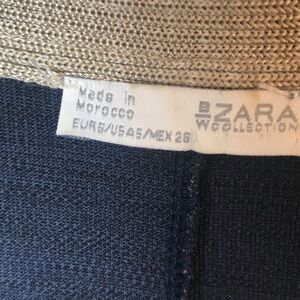 Made in
Morocco
EUR S/USA S/MEX 26
B/W ZARA
COLLECTION